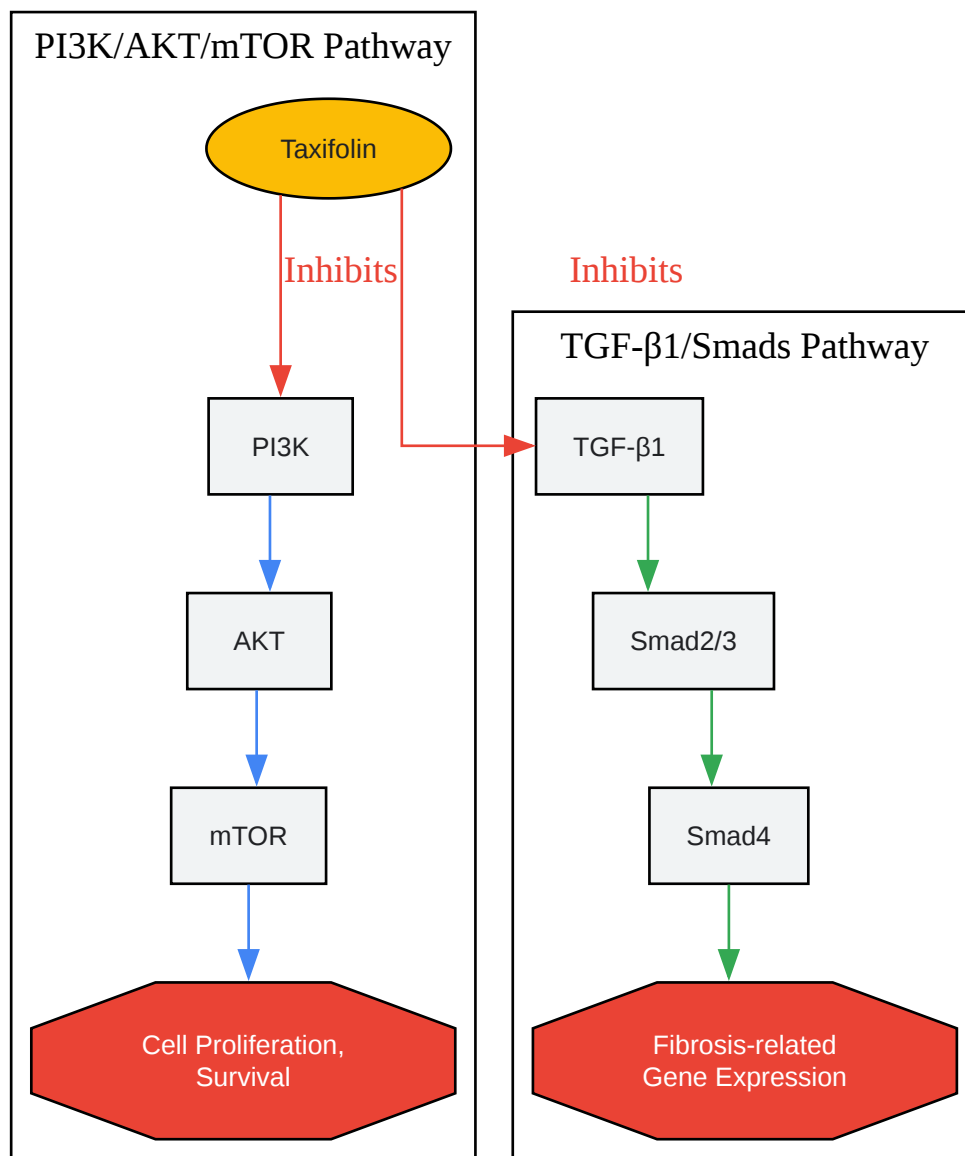 PI3K/AKT/mTOR Pathway
Taxifolin
Inhibits
Inhibits
TGF-β1/Smads Pathway
PI3K
TGF-β1
AKT
Smad2/3
mTOR
Smad4
Cell Proliferation,
Survival
Fibrosis-related
Gene Expression